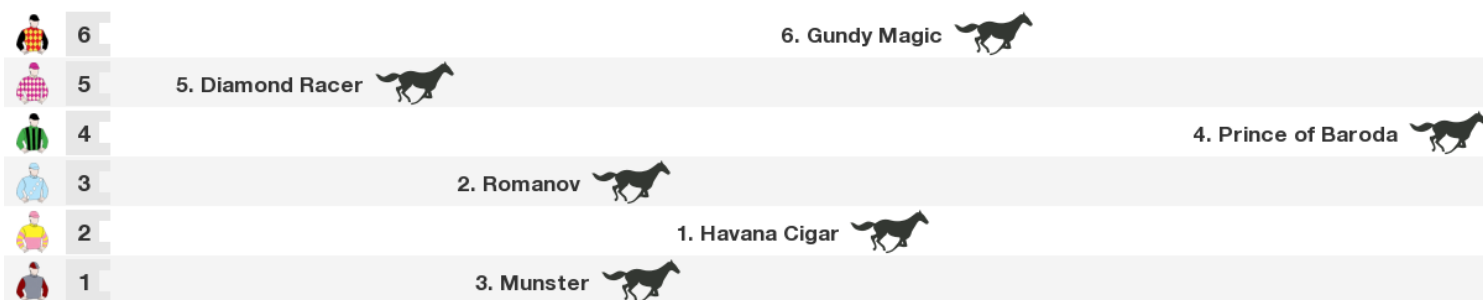 6 6. Gundy Magic
5 5. Diamond Racer
4 4. Prince of Baroda
3 2. Romanov
2 1. Havana Cigar
1 3. Munster